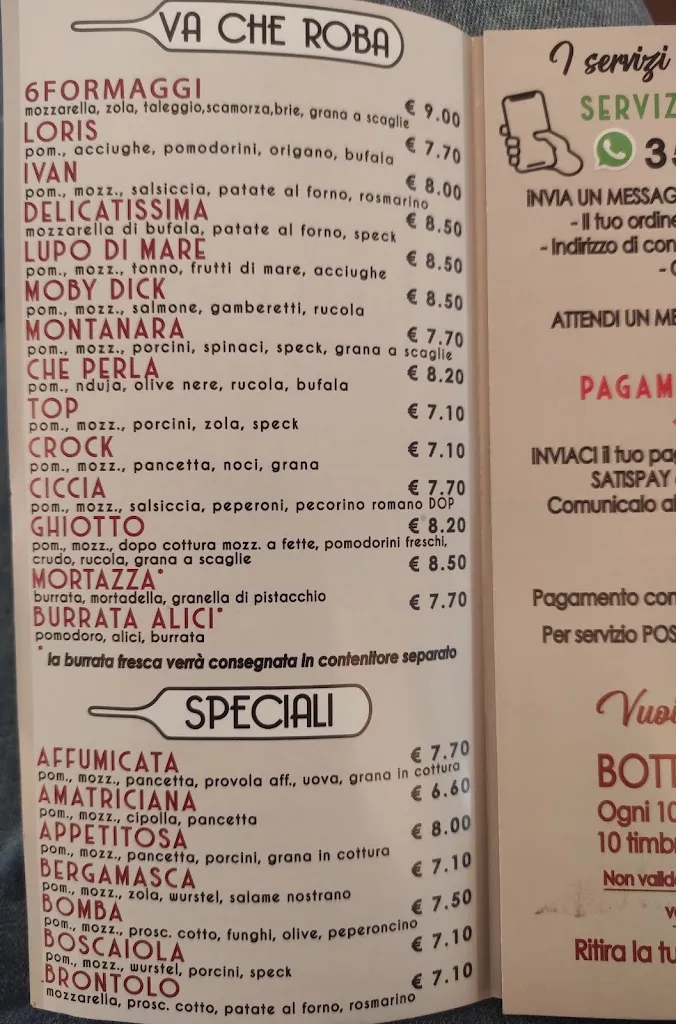 VA CHE ROBA
6FORMAGGI € 9.00
mozzarella, zola, taleggio,scamorza,brie, grana a scaglie
LORIS € 7.70
pom., acciughe, pomodorini, origano, bufala
IVAN € 8.00
pom., mozz., salsiccia, patate al forno, rosmarino
DELICATISSIMA € 8.50
mozzarella di bufala, patate al forno, speck
LUPO DI MARE € 8.50
pom., mozz., tonno, frutti di mare, acciughe
MOBY DICK € 8.50
pom., mozz., salmone, gamberetti, rucola
MONTANARA € 7.70
pom., mozz., porcini, spinaci, speck, grana a scaglie
CHE PERLA € 8.20
pom., nduja, olive nere, rucola, bufala
TOP € 7.10
pom., mozz., porcini, zola, speck
CROCK € 7.10
pom., mozz., pancetta, noci, grana
CICCIA € 7.70
pom., mozz., salsiccia, peperoni, pecorino romano DOP
GHIOTTO € 8.20
pom., mozz., dopo cottura mozz. a fette, pomodorini freschi,
crudo, rucola, grana a scaglie
MORTAZZA* € 8.50
burrata, mortadella, granella di pistacchio
BURRATA ALICI* € 7.70
pomodoro, alici, burrata
* la burrata fresca verrà consegnata in contenitore separato
SPECIALI
AFFUMICATA € 7.70
pom., mozz., pancetta, provola aff., uova, grana in cottura
AMATRICIANA € 6.60
pom., mozz., cipolla, pancetta
APPETITOSA € 8.00
pom., mozz., pancetta, porcini, grana in cottura
BERGAMASCA € 7.10
pom., mozz., zola, wurstel, salame nostrano
BOMBA € 7.50
pom., mozz., prosc. cotto, funghi, olive, peperoncino
BOSCAIOLA € 7.10
pom., mozz., wurstel, porcini, speck
BRONTOLO € 7.10
mozzarella, prosc. cotto, patate al forno, rosmarino
I servizi
SERVIZ
35
INVIA UN MESSAG
- Il tuo ordine
- Indirizzo di con
ATTENDI UN ME
PAGAM
INVIACI il tuo pag
SATISPAY
Comunicalo al
Pagamento con
Per servizio POS
Vuoi
BOTT
Ogni 10
10 timbr
Non valid
Ritira la tu